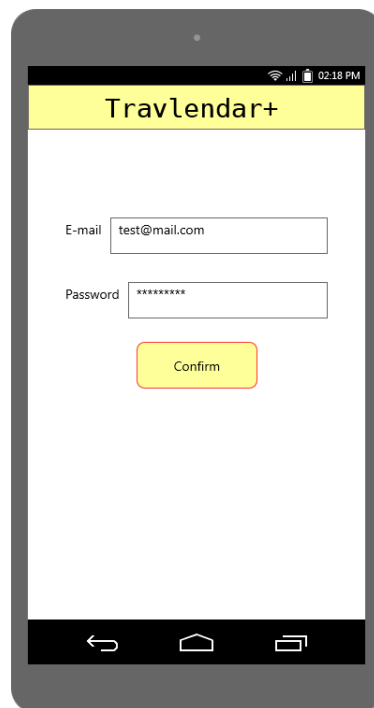 02:18 PM
Travlendar+
E-mail test@mail.com
Password *********
Confirm